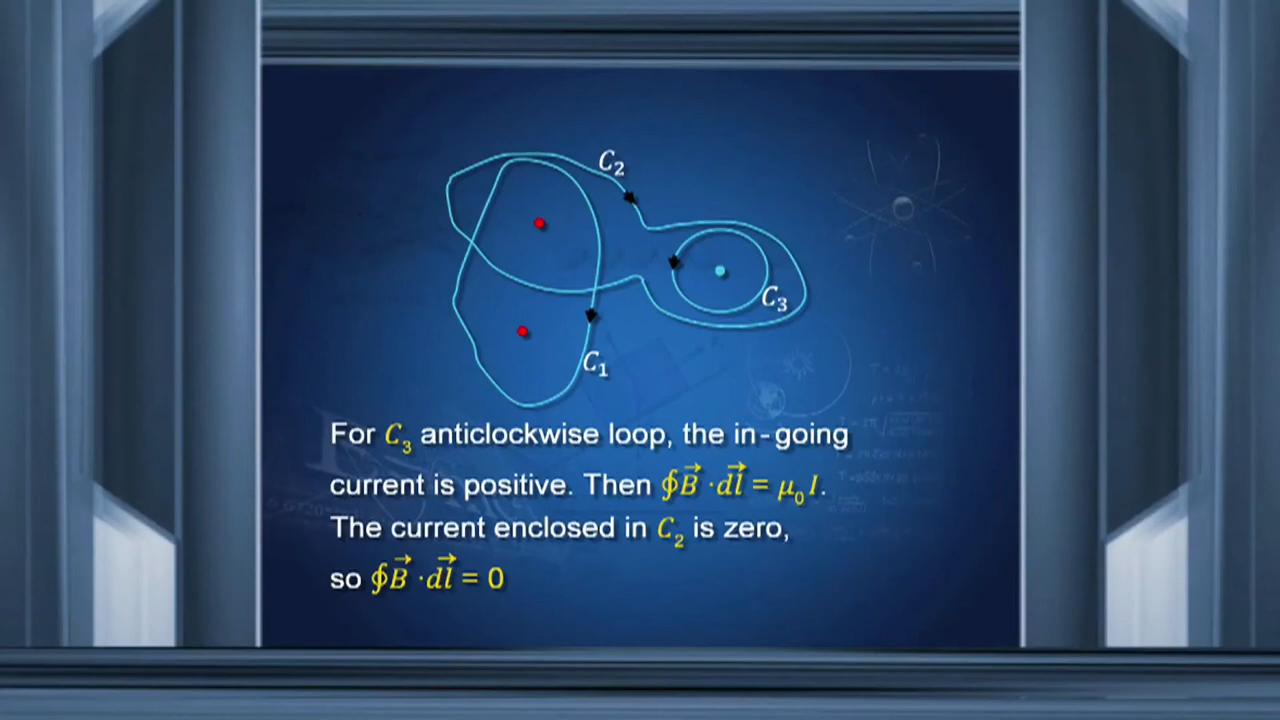 C₂
C₃
C₁
For C₃ anticlockwise loop, the in-going
current is positive. Then ∮B⃗ · dl⃗ = μ₀I.
The current enclosed in C₂ is zero,
so ∮B⃗ · dl⃗ = 0